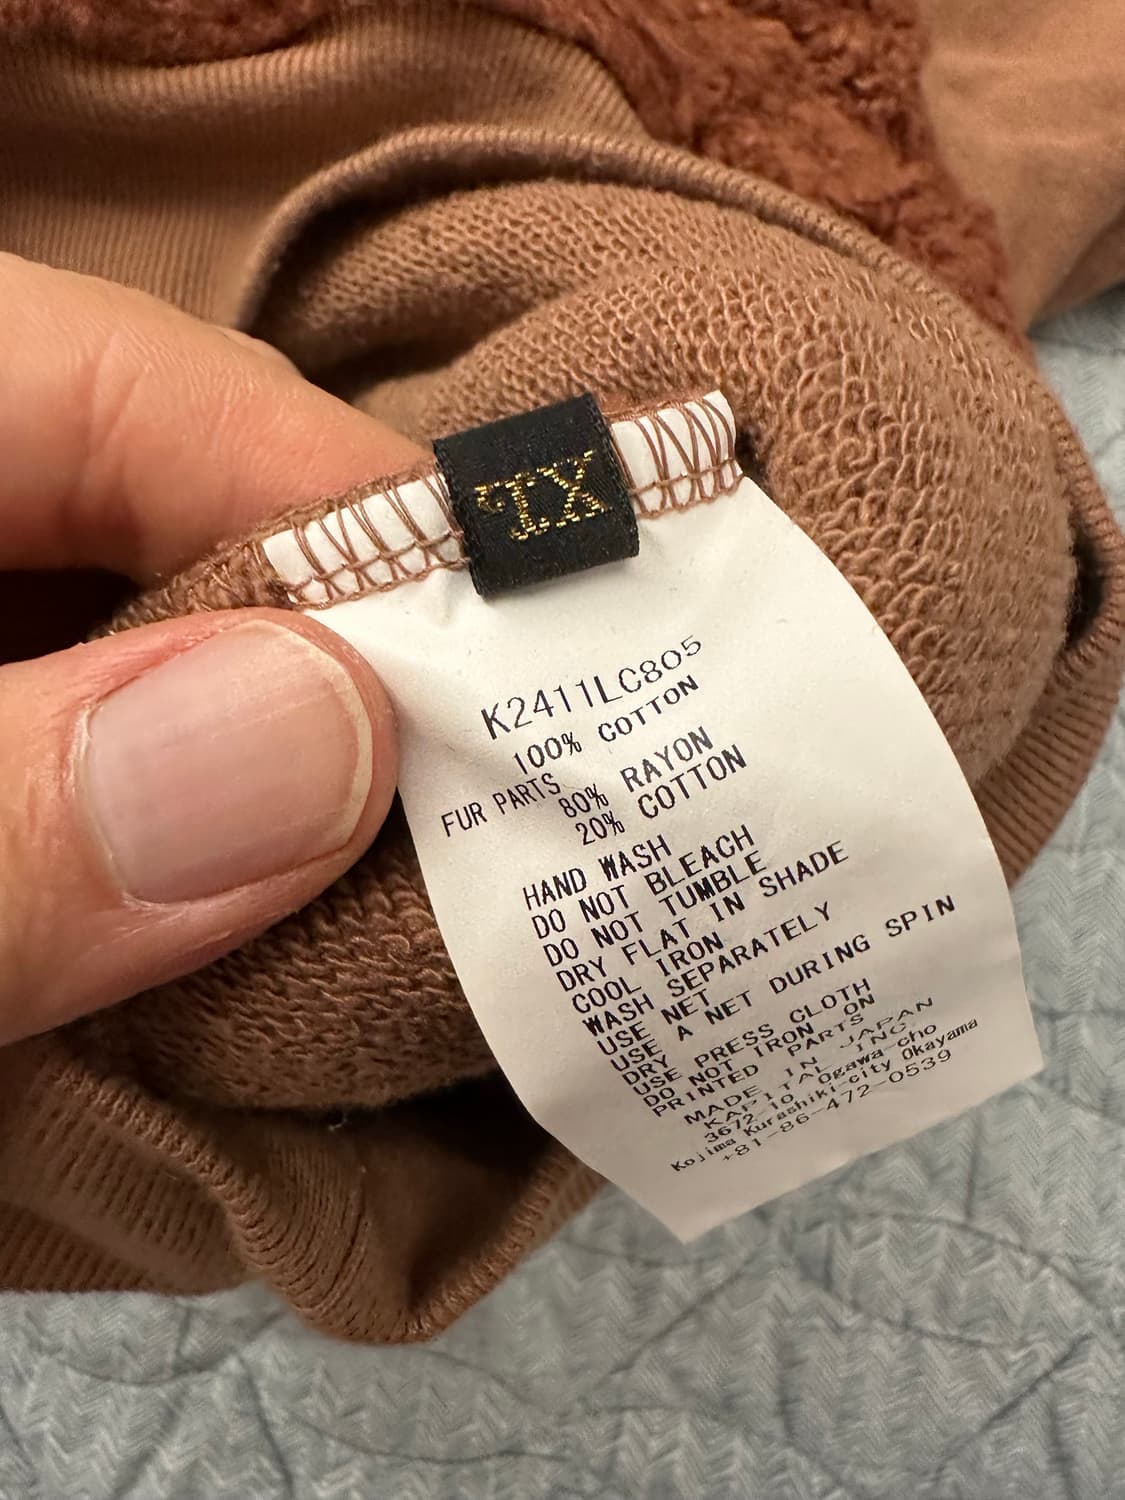 XL
K2411LC805
100% COTTON
FUR PARTS
80% RAYON
20% COTTON
HAND WASH
DO NOT BLEACH
DO NOT TUMBLE
DRY FLAT IN SHADE
COOL IRON
WASH SEPARATELY
USE NET
USE A NET DURING SPIN
DRY
USE PRESS CLOTH
DO NOT IRON ON
PRINTED PARTS
MADE IN JAPAN
KAPITAL INC.
3672-10 Ogawa-cho
Kojima Kurashiki-city Okayama
+81-86-472-0539